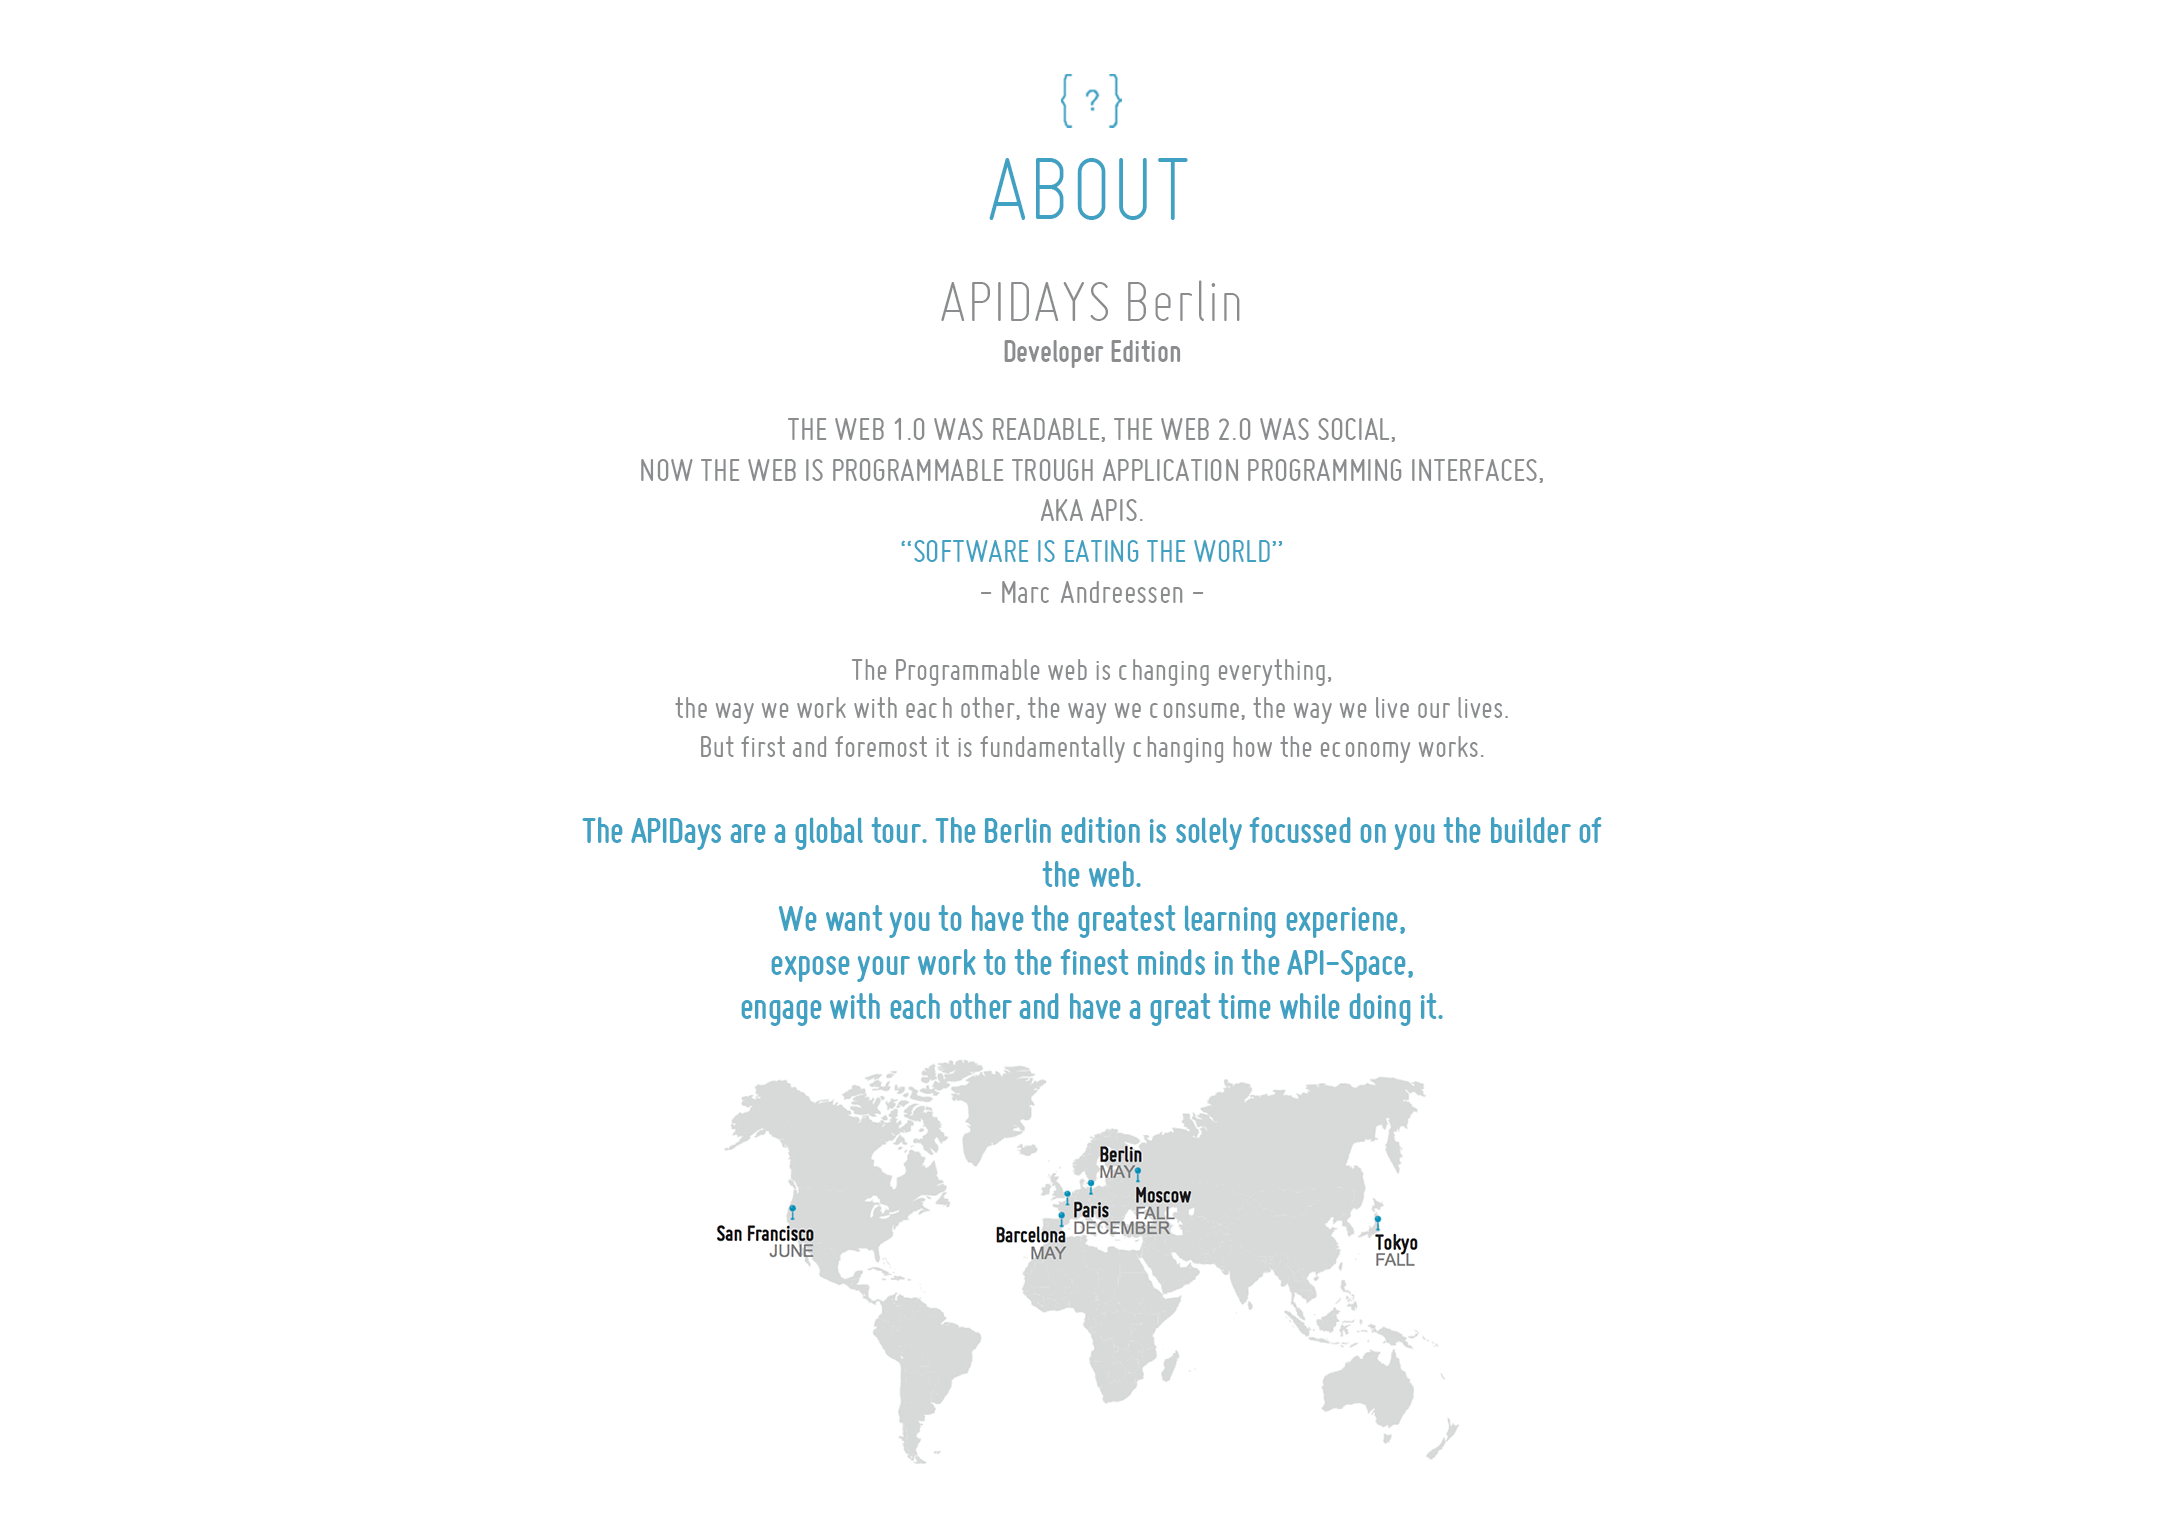 { ? }
ABOUT
APIDAYS Berlin
Developer Edition
THE WEB 1.0 WAS READABLE, THE WEB 2.0 WAS SOCIAL,
NOW THE WEB IS PROGRAMMABLE TROUGH APPLICATION PROGRAMMING INTERFACES,
AKA APIS.
“SOFTWARE IS EATING THE WORLD”
- Marc Andreessen -
The Programmable web is changing everything,
the way we work with each other, the way we consume, the way we live our lives.
But first and foremost it is fundamentally changing how the economy works.
The APIDays are a global tour. The Berlin edition is solely focussed on you the builder of
the web.
We want you to have the greatest learning experiene,
expose your work to the finest minds in the API-Space,
engage with each other and have a great time while doing it.
Berlin
MAY
Moscow
FALL
Paris
DECEMBER
San Francisco
JUNE
Barcelona
MAY
Tokyo
FALL